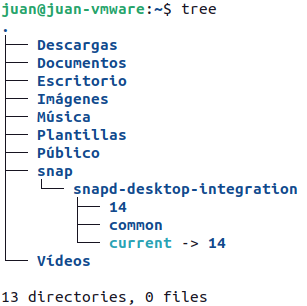 juan@juan-vmware:~$ tree
.
├── Descargas
├── Documentos
├── Escritorio
├── Imágenes
├── Música
├── Plantillas
├── Público
├── snap
│   └── snapd-desktop-integration
│       ├── 14
│       ├── common
│       └── current -> 14
└── Vídeos
13 directories, 0 files